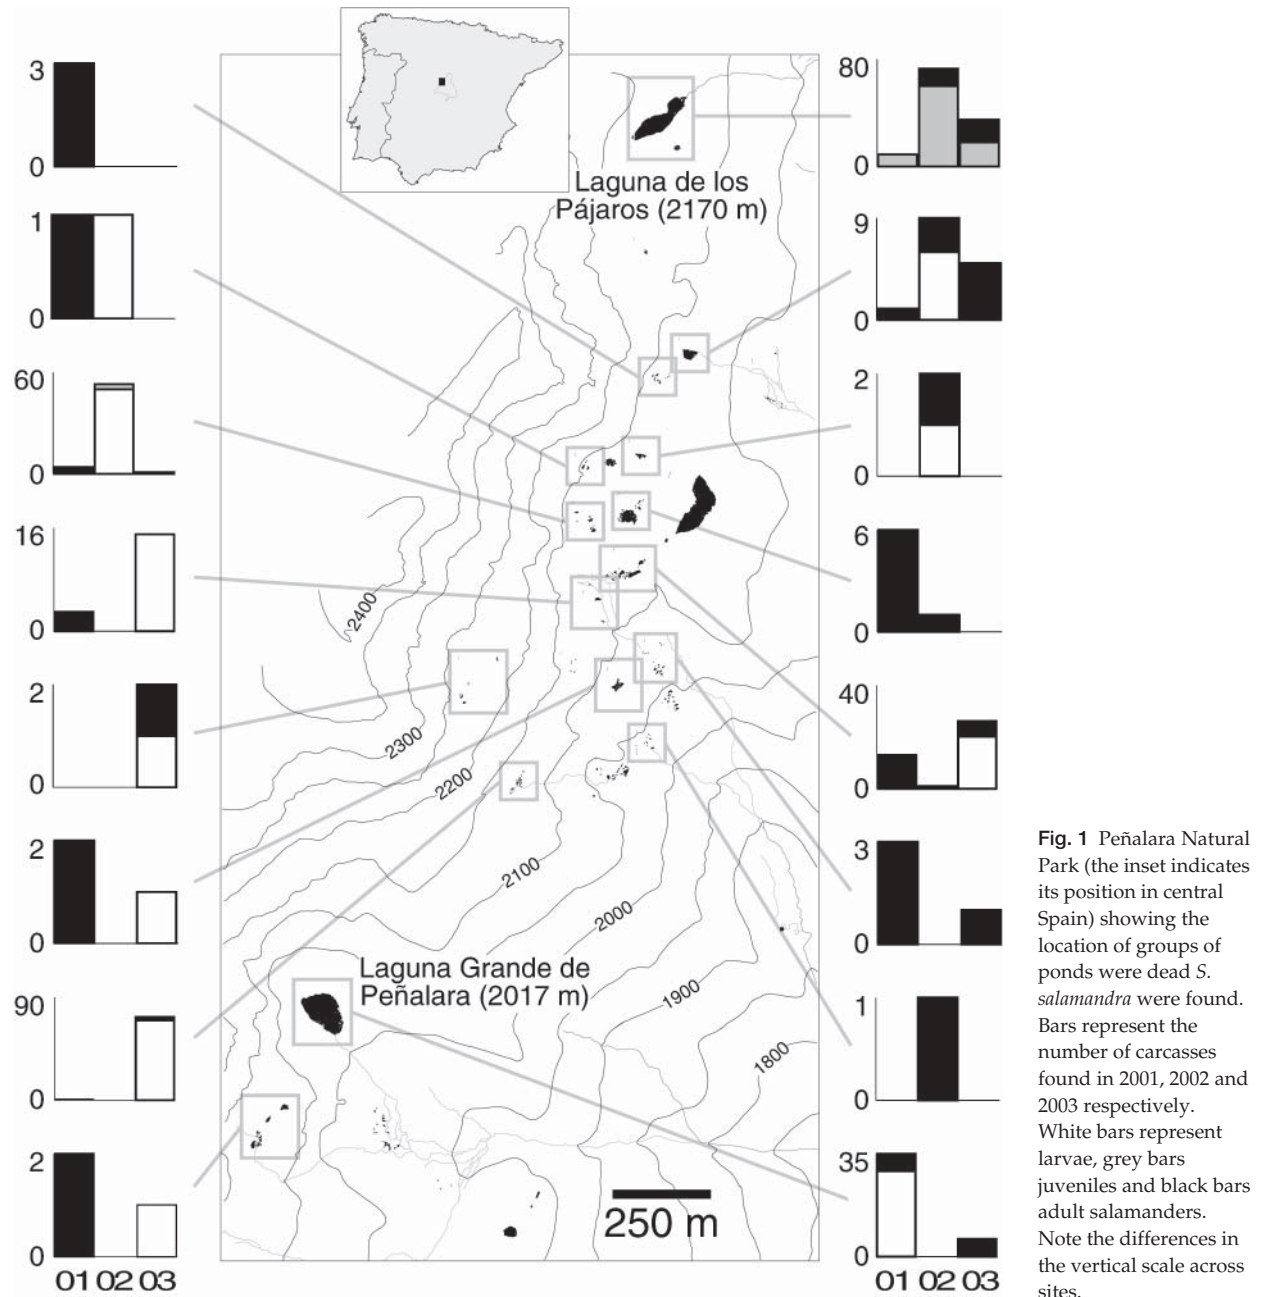 3
0
1
0
60
0
16
0
2
0
2
0
90
0
2
0
01 02 03
Laguna de los
Pájaros (2170 m)
2400
2300
2200
2100
2000
1900
1800
Laguna Grande de
Peñalara (2017 m)
250 m
80
0
9
0
2
0
6
0
40
0
3
0
1
0
35
0
01 02 03
Fig. 1 Peñalara Natural
Park (the inset indicates
its position in central
Spain) showing the
location of groups of
ponds were dead S.
salamandra were found.
Bars represent the
number of carcasses
found in 2001, 2002 and
2003 respectively.
White bars represent
larvae, grey bars
juveniles and black bars
adult salamanders.
Note the differences in
the vertical scale across
sites.